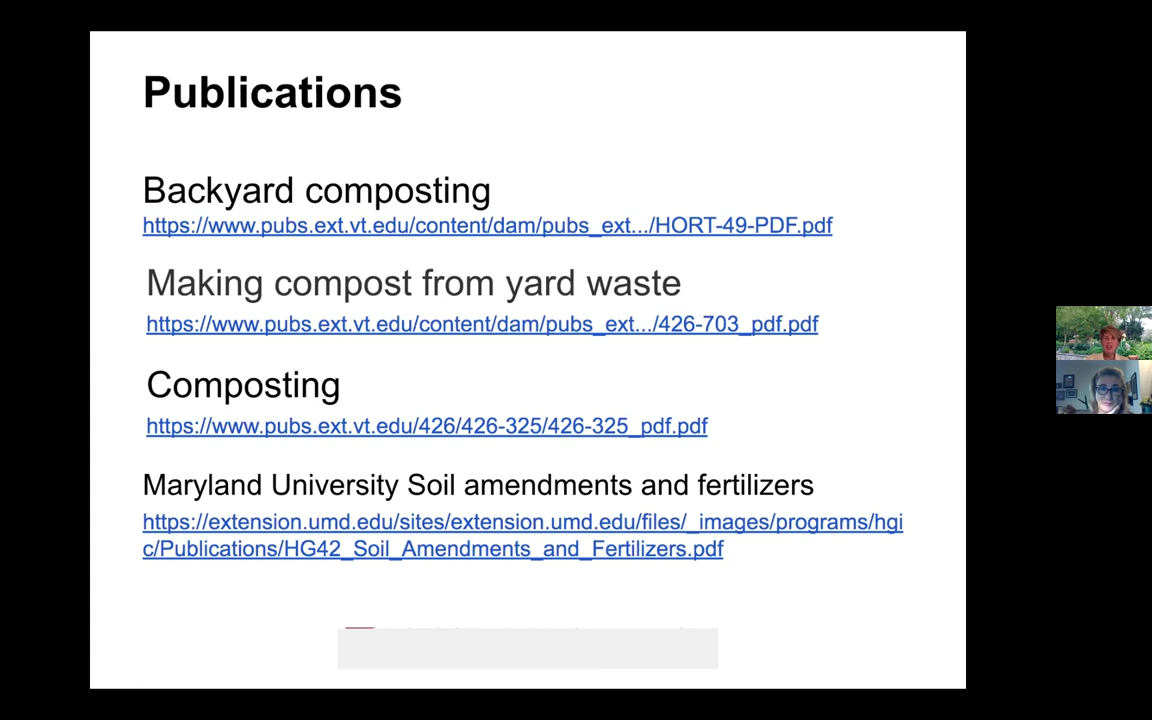 Publications
Backyard composting
https://www.pubs.ext.vt.edu/content/dam/pubs_ext.../HORT-49-PDF.pdf
Making compost from yard waste
https://www.pubs.ext.vt.edu/content/dam/pubs_ext.../426-703_pdf.pdf
Composting
https://www.pubs.ext.vt.edu/426/426-325/426-325_pdf.pdf
Maryland University Soil amendments and fertilizers
https://extension.umd.edu/sites/extension.umd.edu/files/_images/programs/hgi
c/Publications/HG42_Soil_Amendments_and_Fertilizers.pdf